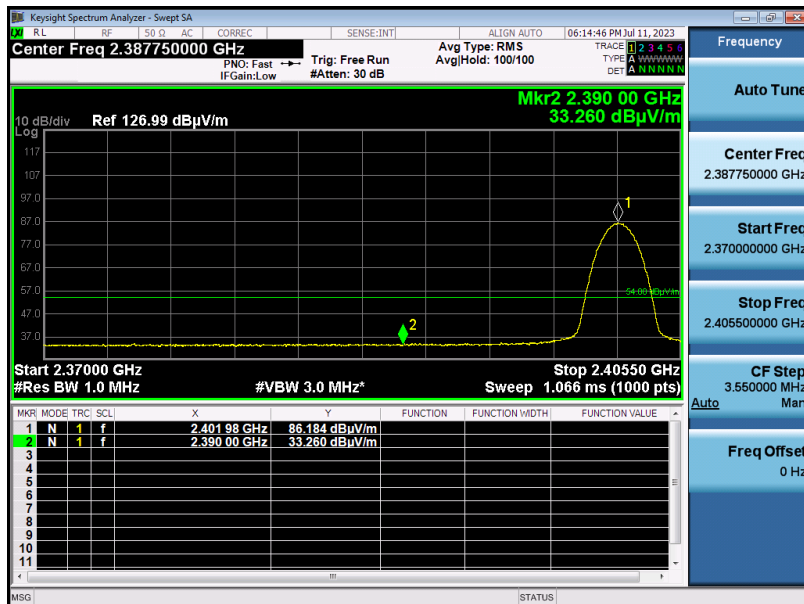 Keysight Spectrum Analyzer - Swept SA
LXI RL RF 50 Ω AC CORREC SENSE:INT ALIGN AUTO 06:14:46 PM Jul 11, 2023
Center Freq 2.387750000 GHz
PNO: Fast
IFGain:Low
Trig: Free Run
#Atten: 30 dB
Avg Type: RMS
Avg|Hold: 100/100
TRACE 1 2 3 4 5 6
TYPE A WWWWW
DET A N N N N N
Mkr2 2.390 00 GHz
33.260 dBµV/m
10 dB/div Ref 126.99 dBµV/m
Log
117
107
97.0
87.0
77.0
67.0
57.0
47.0
37.0
1
54.00 dBµV/m
2
Start 2.37000 GHz Stop 2.40550 GHz
#Res BW 1.0 MHz #VBW 3.0 MHz* Sweep 1.066 ms (1000 pts)
MKR MODE TRC SCL X Y FUNCTION FUNCTION WIDTH FUNCTION VALUE
1 N 1 f 2.401 98 GHz 86.184 dBµV/m
2 N 1 f 2.390 00 GHz 33.260 dBµV/m
3
4
5
6
7
8
9
10
11
MSG STATUS
Frequency
Auto Tune
Center Freq
2.387750000 GHz
Start Freq
2.370000000 GHz
Stop Freq
2.405500000 GHz
CF Step
3.550000 MHz
Auto Man
Freq Offset
0 Hz